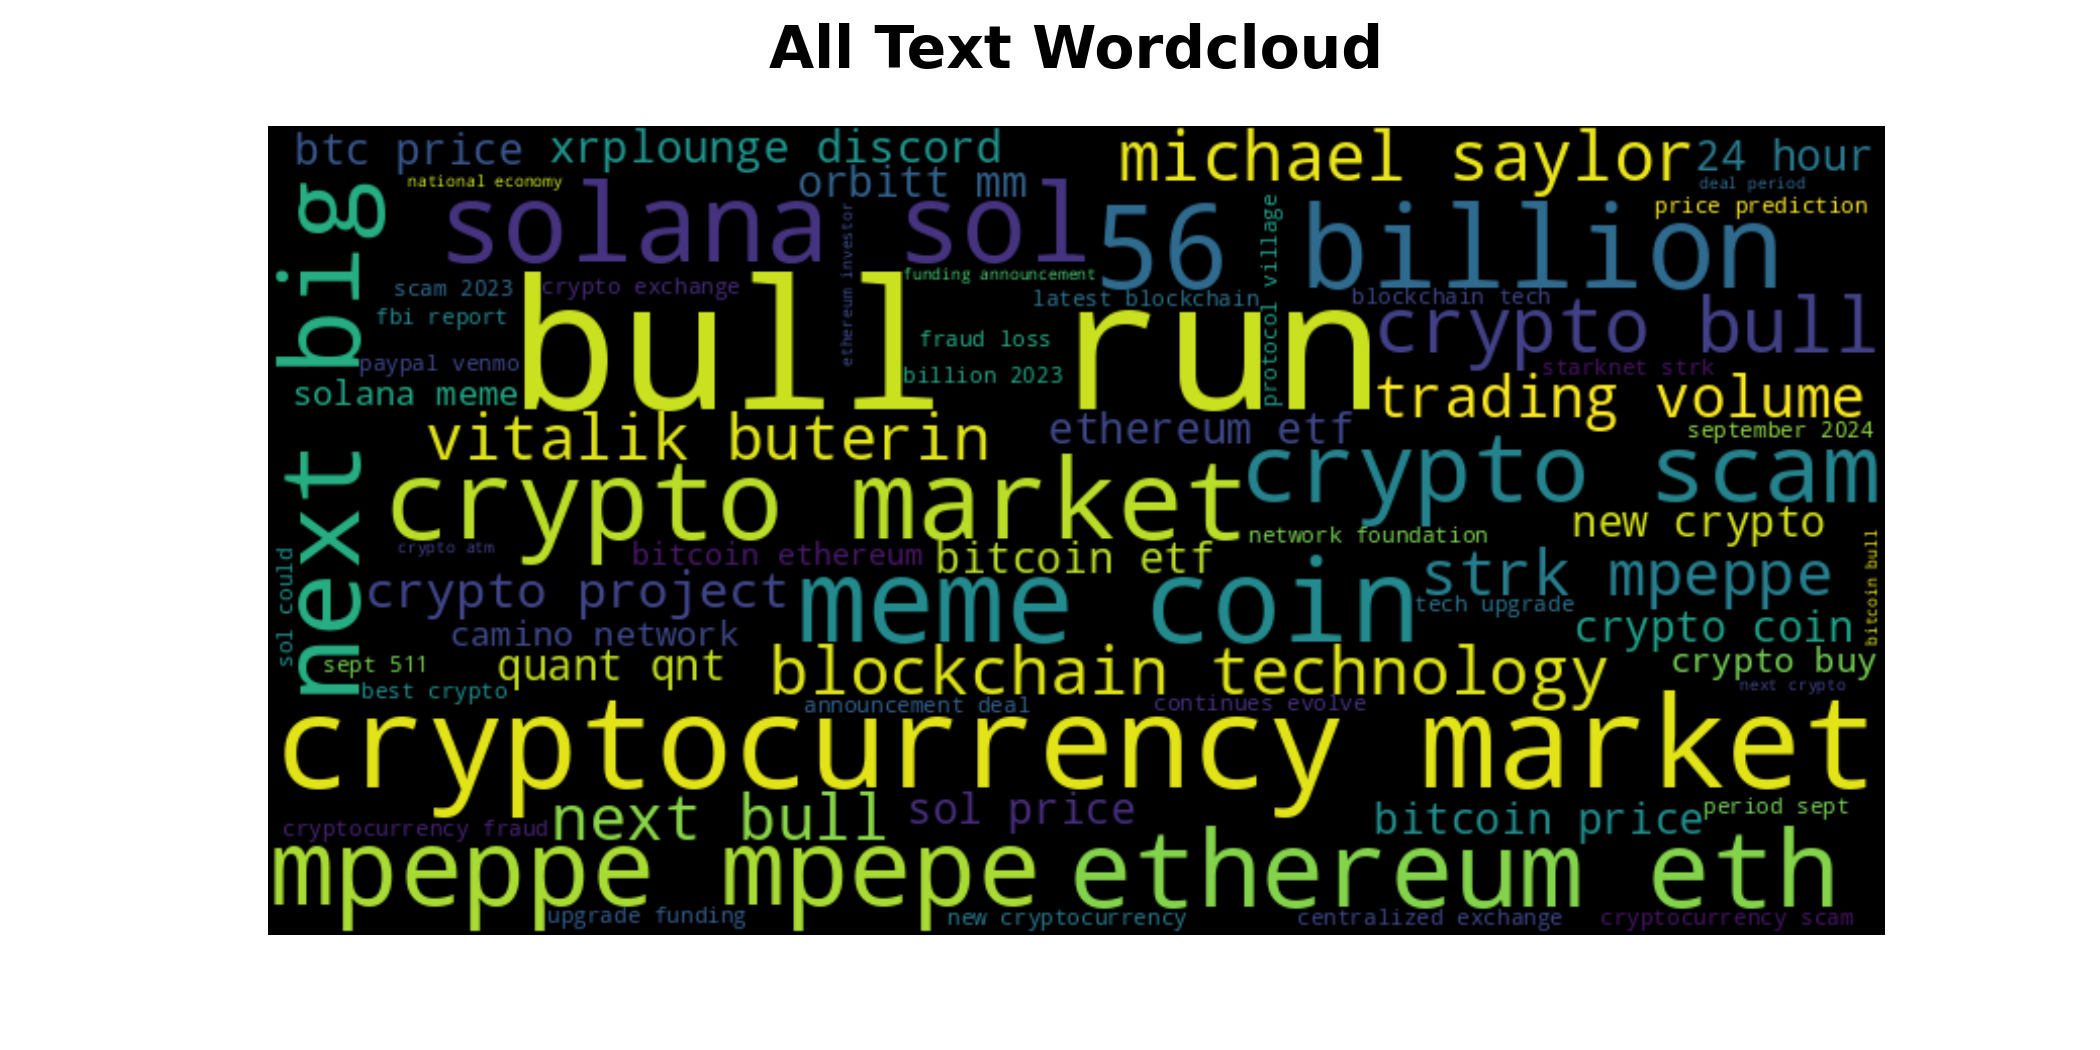 All Text Wordcloud
btc price
xrplounge discord
michael saylor
24 hour
national economy
orbitt mm
deal period
next big
solana sol
56 billion
price prediction
ethereum investor
protocol village
scam 2023
crypto exchange
funding announcement
latest blockchain
blockchain tech
fbi report
bull run
fraud loss
crypto bull
paypal venmo
billion 2023
starknet strk
solana meme
trading volume
vitalik buterin
ethereum etf
september 2024
crypto market
crypto scam
new crypto
network foundation
crypto atm
bitcoin ethereum
bitcoin etf
sol could
crypto project
meme coin
strk mpeppe
bitcoin bull
tech upgrade
camino network
crypto coin
sept 511
quant qnt
blockchain technology
crypto buy
best crypto
next crypto
announcement deal
continues evolve
cryptocurrency market
next bull
sol price
bitcoin price
period sept
cryptocurrency fraud
mpeppe mpepe
ethereum eth
upgrade funding
new cryptocurrency
centralized exchange
cryptocurrency scam